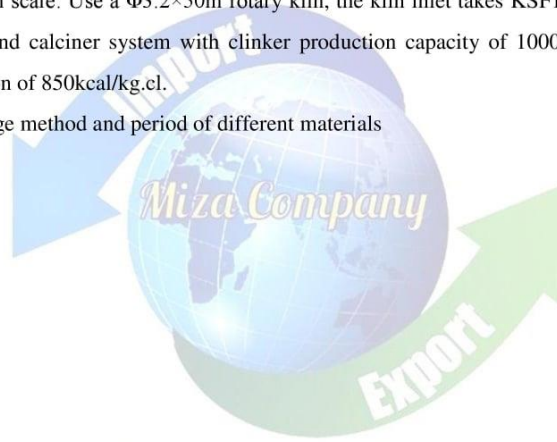 scale. Use a Φ3.2×50m rotary kiln, the kiln inlet takes
nd calciner system with clinker production capacity of 1000
n of 850kcal/kg.cl.
ge method and period of different materials
Import
Miza Company
Export